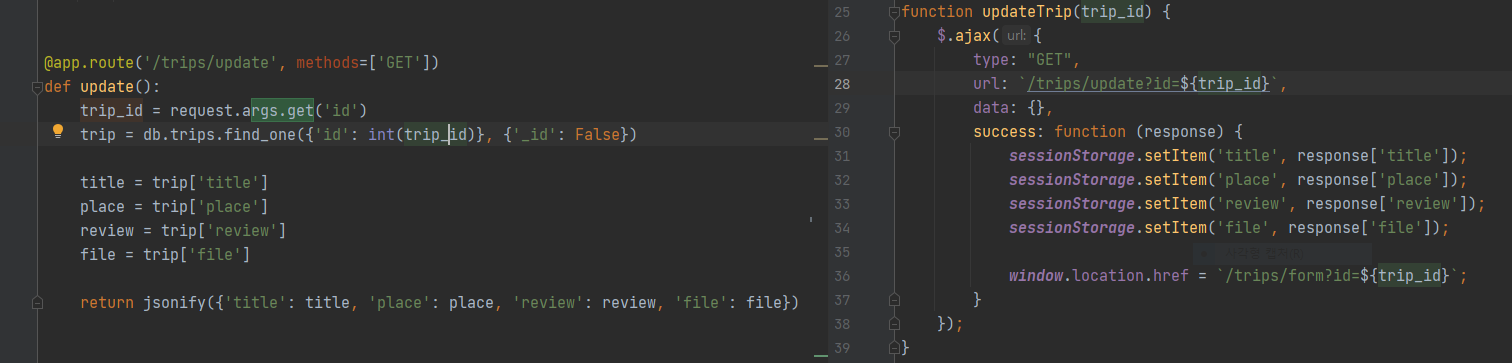 @app.route('/trips/update', methods=['GET'])
def update():
trip_id = request.args.get('id')
trip = db.trips.find_one({'id': int(trip_id)}, {'_id': False})
title = trip['title']
place = trip['place']
review = trip['review']
file = trip['file']
return jsonify({'title': title, 'place': place, 'review': review, 'file': file})
25 function updateTrip(trip_id) {
26 $.ajax( url: {
27 type: "GET",
28 url: `/trips/update?id=${trip_id}`,
29 data: {},
30 success: function (response) {
31 sessionStorage.setItem('title', response['title']);
32 sessionStorage.setItem('place', response['place']);
33 sessionStorage.setItem('review', response['review']);
34 sessionStorage.setItem('file', response['file']);
35
36 window.location.href = `/trips/form?id=${trip_id}`;
37 }
38 });
39 }